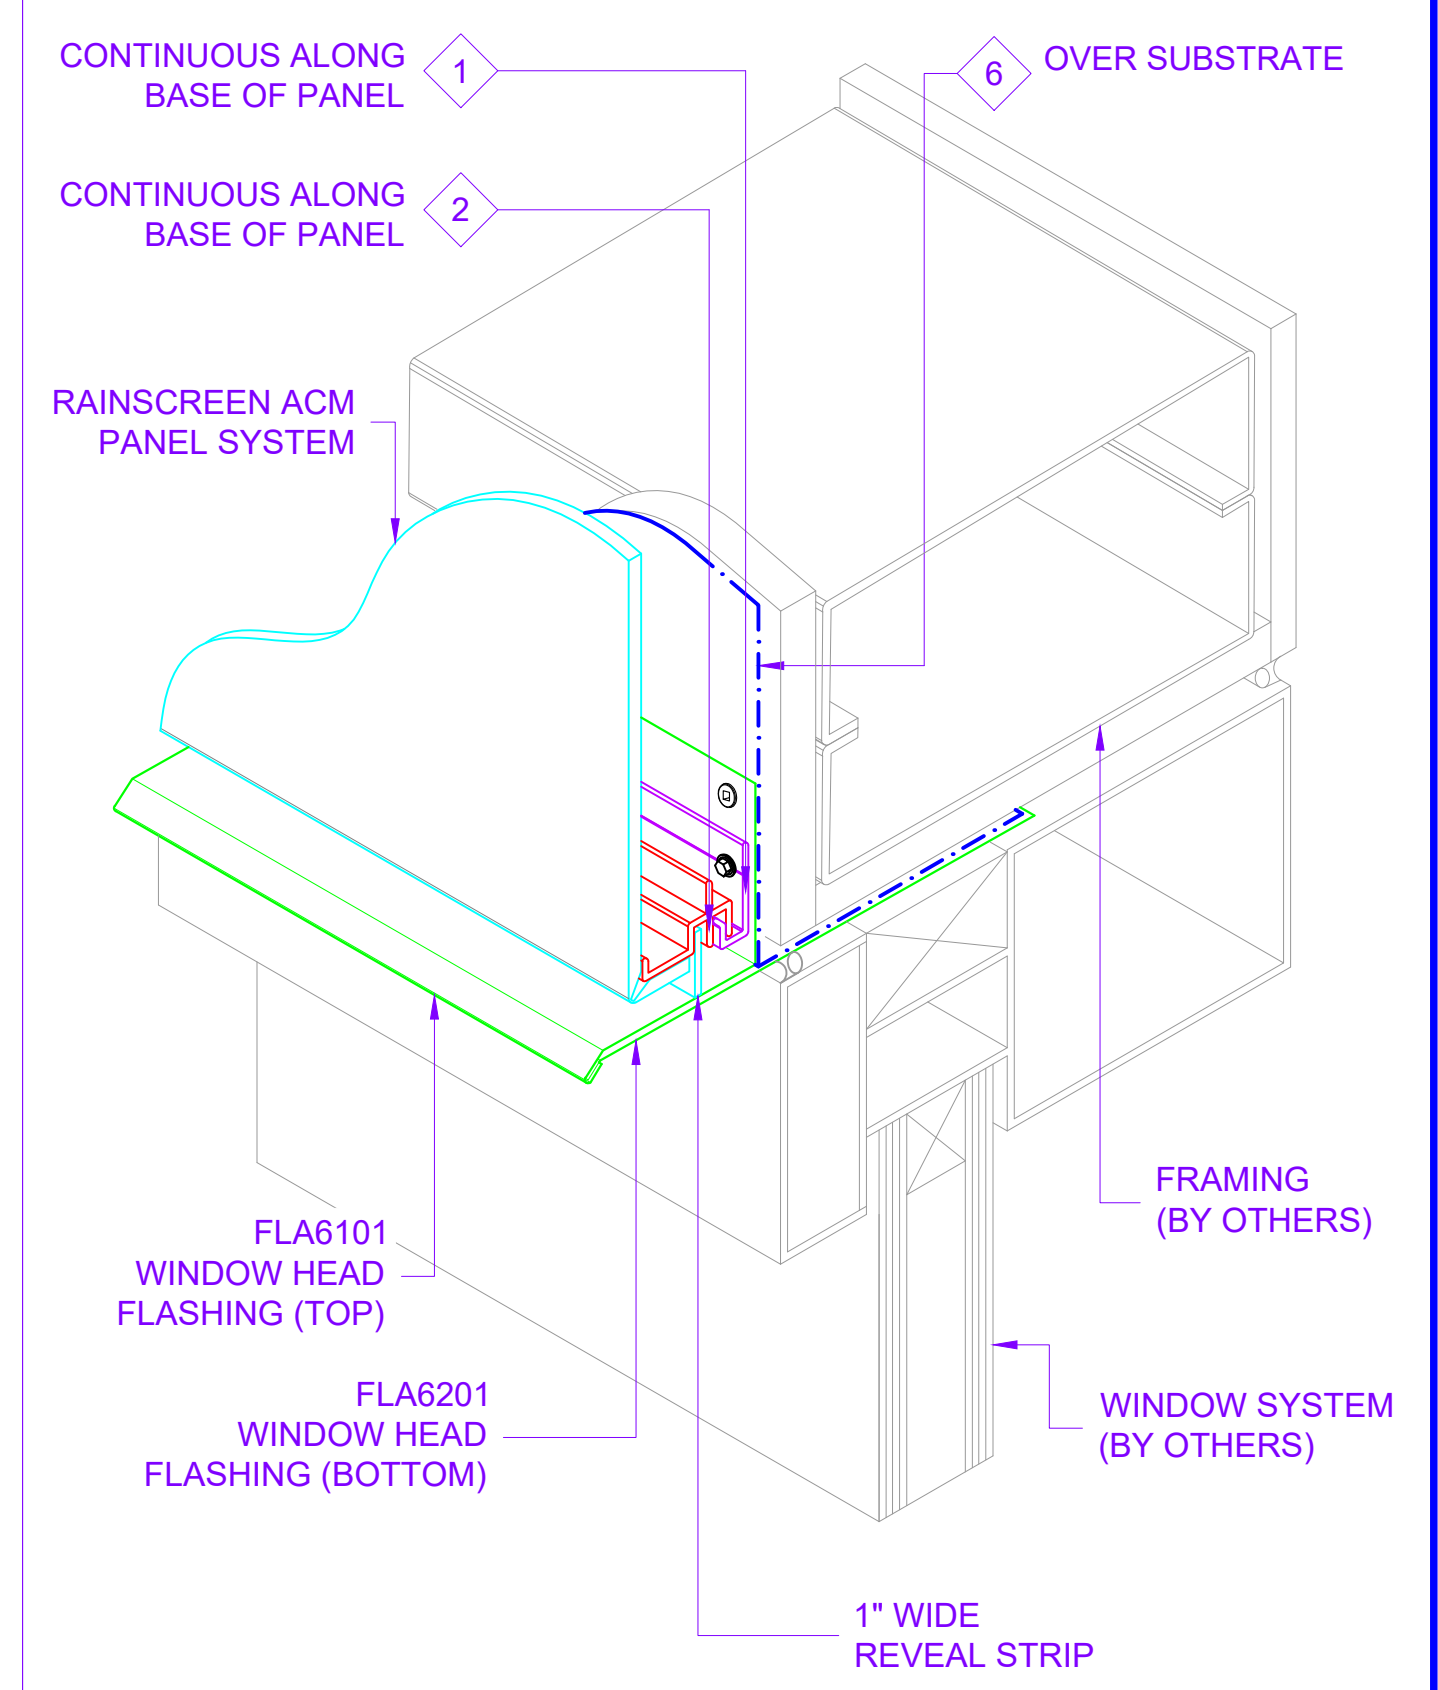 CONTINUOUS ALONG
BASE OF PANEL
1
6
OVER SUBSTRATE
CONTINUOUS ALONG
BASE OF PANEL
2
RAINSCREEN ACM
PANEL SYSTEM
FRAMING
(BY OTHERS)
FLA6101
WINDOW HEAD
FLASHING (TOP)
FLA6201
WINDOW HEAD
FLASHING (BOTTOM)
WINDOW SYSTEM
(BY OTHERS)
1" WIDE
REVEAL STRIP